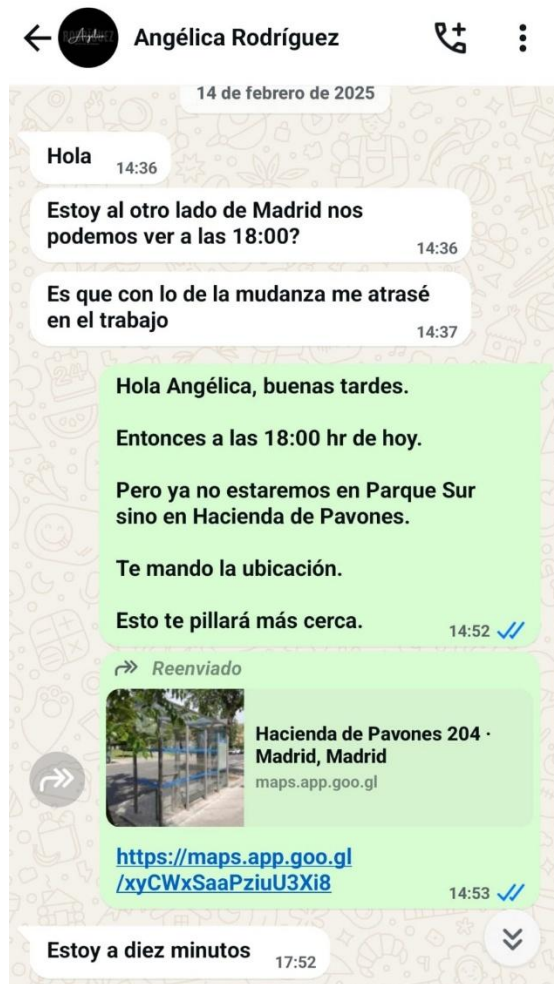 Angélica Rodríguez
14 de febrero de 2025
Hola
14:36
Estoy al otro lado de Madrid nos
podemos ver a las 18:00?
14:36
Es que con lo de la mudanza me atrasé
en el trabajo
14:37
Hola Angélica, buenas tardes.
Entonces a las 18:00 hr de hoy.
Pero ya no estaremos en Parque Sur
sino en Hacienda de Pavones.
Te mando la ubicación.
Esto te pillará más cerca.
14:52
Reenviado
Hacienda de Pavones 204 ·
Madrid, Madrid
maps.app.goo.gl
https://maps.app.goo.gl
/xyCWxSaaPziuU3Xi8
14:53
Estoy a diez minutos
17:52